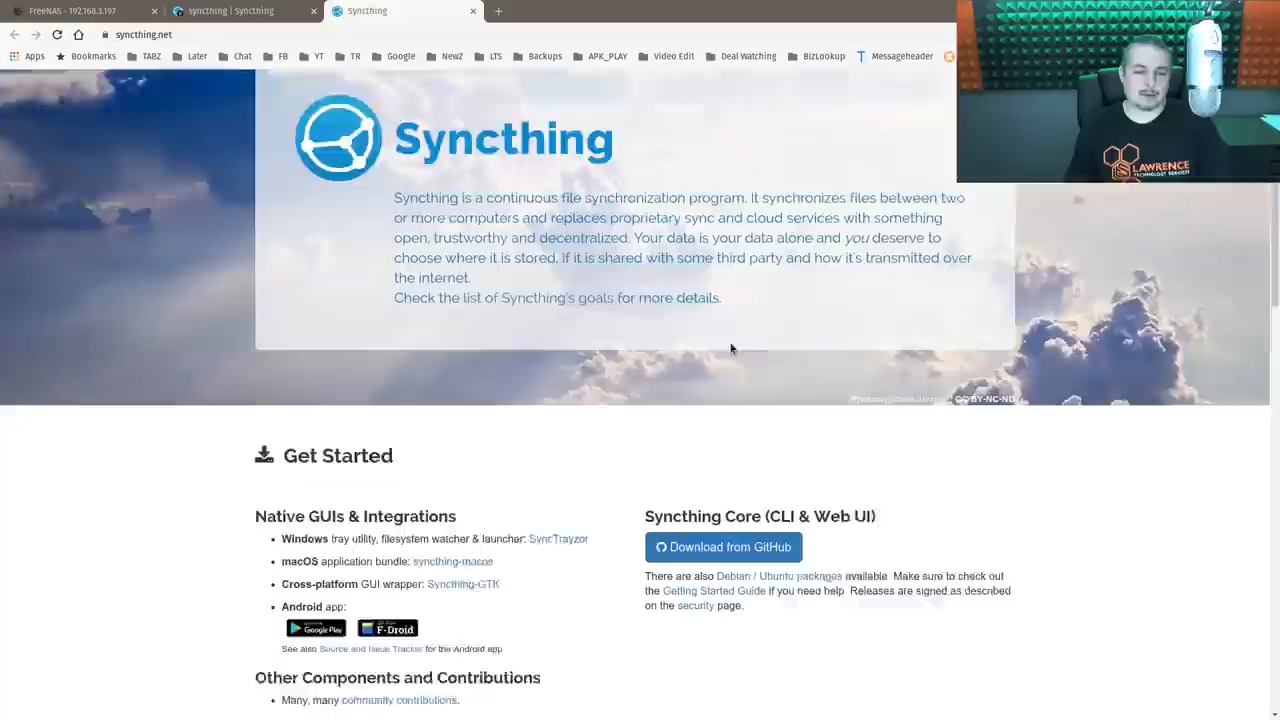 FreeNAS - 192.168.3.197
syncthing | Syncthing
Syncthing
syncthing.net
Apps
Bookmarks
TABZ
Later
Chat
FB
YT
TR
Google
NewZ
LTS
Backups
APK_PLAY
Video Edit
Deal Watching
BizLookup
Messageheader
LAWRENCE
TECHNOLOGY SERVICES
Syncthing
Syncthing is a continuous file synchronization program. It synchronizes files between two
or more computers and replaces proprietary sync and cloud services with something
open, trustworthy and decentralized. Your data is your data alone and you deserve to
choose where it is stored, if it is shared with some third party and how it's transmitted over
the internet.
Check the list of Syncthing's goals for more details.
CC BY-NC-ND
Get Started
Native GUIs & Integrations
Windows tray utility, filesystem watcher & launcher: SyncTrayzor
macOS application bundle: syncthing-macos
Cross-platform GUI wrapper: Syncthing-GTK
Android app:
Google Play
F-Droid
See also Source and Issue Tracker for the Android app
Other Components and Contributions
Many, many community contributions.
Syncthing Core (CLI & Web UI)
Download from GitHub
There are also Debian / Ubuntu packages available. Make sure to check out
the Getting Started Guide if you need help. Releases are signed as described
on the security page.